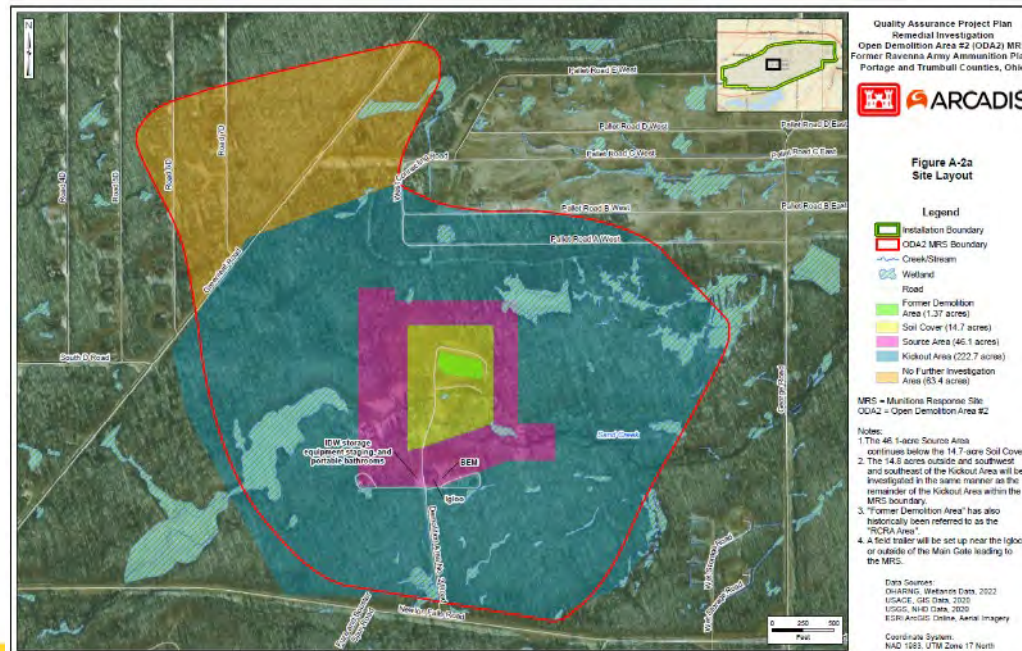 Quality Assurance Project Plan
Remedial Investigation
Open Demolition Area #2 (ODA2) MR
Former Ravenna Army Ammunition Pla
Portage and Trumbull Counties, Ohi
ARCADIS
Figure A-2a
Site Layout
Legend
Installation Boundary
ODA2 MRS Boundary
Creek/Stream
Wetland
Road
Former Demolition
Area (1.37 acres)
Soil Cover (14.7 acres)
Source Area (46.1 acres)
Kickout Area (222.7 acres)
No Further Investigation
Area (63.4 acres)
MRS = Munitions Response Site
ODA2 = Open Demolition Area #2
Notes:
1. The 46.1-acre Source Area
continues below the 14.7-acre Soil Cove
2. The 14.8 acres outside and southwest
and southeast of the Kickout Area will be
investigated in the same manner as the
remainder of the Kickout Area within the
MRS boundary.
3. "Former Demolition Area" has also
historically been referred to as the
"RCRA Area".
4. A field trailer will be set up near the Igloo
or outside of the Main Gate leading to
the MRS.
Data Sources:
OHARNG, Wetlands Data, 2022
USACE, GIS Data, 2020
USGS, NHD Data, 2020
ESRI ArcGIS Online, Aerial Imagery
Coordinate System:
NAD 1983, UTM Zone 17 North
N
Pallet Road E West
Pallet Road D West
Pallet Road D East
Pallet Road C West
Pallet Road C East
Pallet Road B West
Pallet Road B East
Pallet Road A West
Greenleaf Road
South D Road
George Road
Sand Creek
IDW storage
equipment staging, and
portable bathrooms
BEM
Igloo
Newton Falls Road
0 250 500
Feet